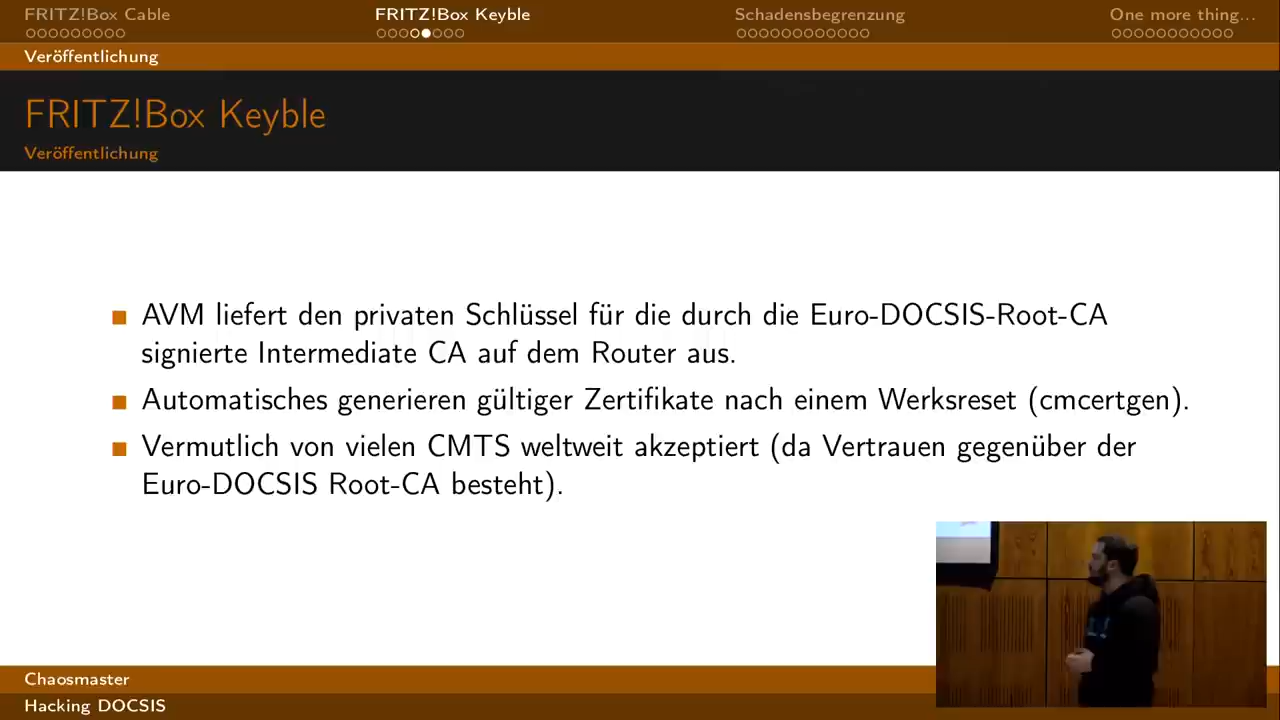 FRITZ!Box Cable
FRITZ!Box Keyble
Schadensbegrenzung
One more thing...
Veröffentlichung
FRITZ!Box Keyble
Veröffentlichung
AVM liefert den privaten Schlüssel für die durch die Euro-DOCSIS-Root-CA
signierte Intermediate CA auf dem Router aus.
Automatisches generieren gültiger Zertifikate nach einem Werksreset (cmcertgen).
Vermutlich von vielen CMTS weltweit akzeptiert (da Vertrauen gegenüber der
Euro-DOCSIS Root-CA besteht).
Chaosmaster
Hacking DOCSIS